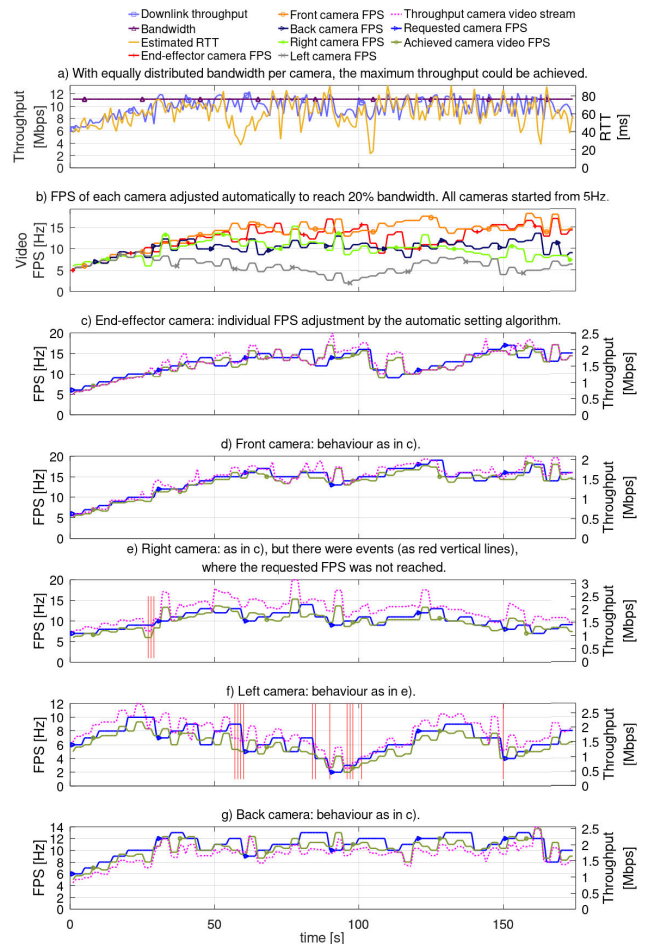 Downlink throughput
Bandwidth
Estimated RTT
End-effector camera FPS
Front camera FPS
Back camera FPS
Right camera FPS
Left camera FPS
Throughput camera video stream
Requested camera FPS
Achieved camera video FPS
a) With equally distributed bandwidth per camera, the maximum throughput could be achieved.
Throughput
[Mbps]
12
10
8
6
4
2
0
80
60
40
20
0
RTT
[ms]
b) FPS of each camera adjusted automatically to reach 20% bandwidth. All cameras started from 5Hz.
Video
FPS [Hz]
15
10
5
0
c) End-effector camera: individual FPS adjustment by the automatic setting algorithm.
FPS [Hz]
20
15
10
5
0
2.5
2
1.5
1
0.5
0
Throughput
[Mbps]
d) Front camera: behaviour as in c).
FPS [Hz]
20
15
10
5
0
2
1.5
1
0.5
0
Throughput
[Mbps]
e) Right camera: as in c), but there were events (as red vertical lines),
where the requested FPS was not reached.
FPS [Hz]
20
15
10
5
0
3
2.5
2
1.5
1
0.5
0
Throughput
[Mbps]
f) Left camera: behaviour as in e).
FPS [Hz]
12
10
8
6
4
2
0
2.5
2
1.5
1
0.5
0
Throughput
[Mbps]
g) Back camera: behaviour as in c).
FPS [Hz]
14
12
10
8
6
4
2
0
2.5
2
1.5
1
0.5
0
Throughput
[Mbps]
0
50
100
150
time [s]